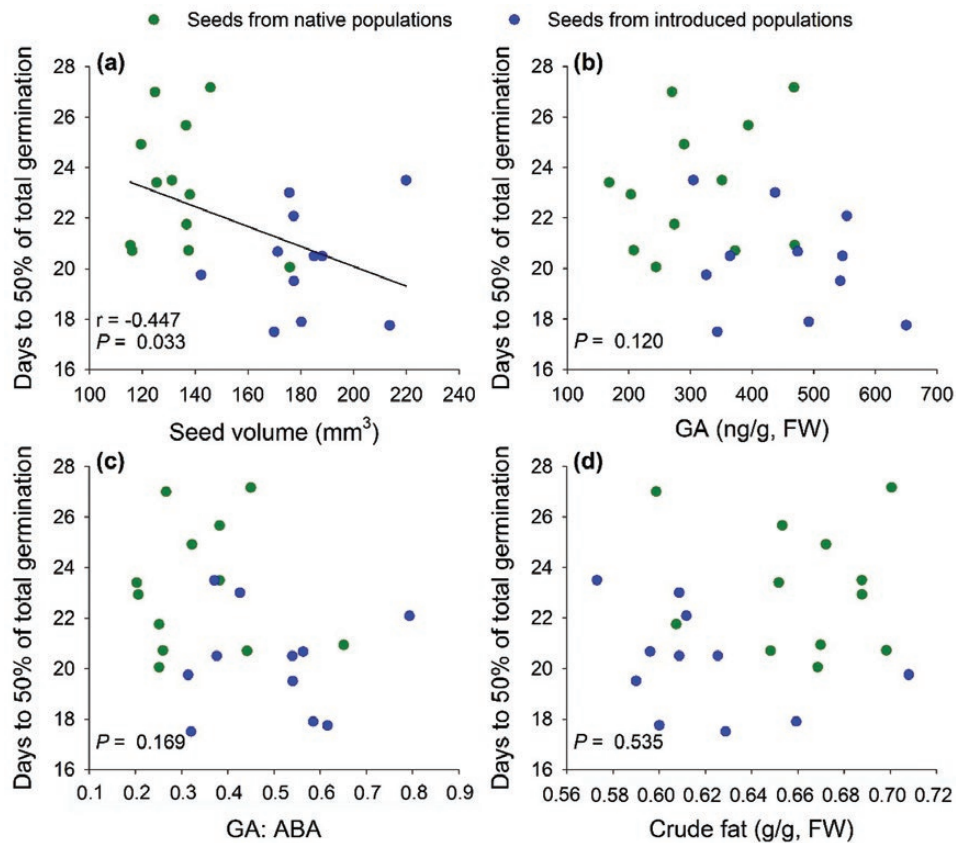 Seeds from native populations Seeds from introduced populations
(a)
Days to 50% of total germination
28
26
24
22
20
18
16
r = -0.447
P = 0.033
100 120 140 160 180 200 220 240
Seed volume (mm³)
(b)
Days to 50% of total germination
28
26
24
22
20
18
16
P = 0.120
100 200 300 400 500 600 700
GA (ng/g, FW)
(c)
Days to 50% of total germination
28
26
24
22
20
18
16
P = 0.169
0.1 0.2 0.3 0.4 0.5 0.6 0.7 0.8 0.9
GA: ABA
(d)
Days to 50% of total germination
28
26
24
22
20
18
16
P = 0.535
0.56 0.58 0.60 0.62 0.64 0.66 0.68 0.70 0.72
Crude fat (g/g, FW)